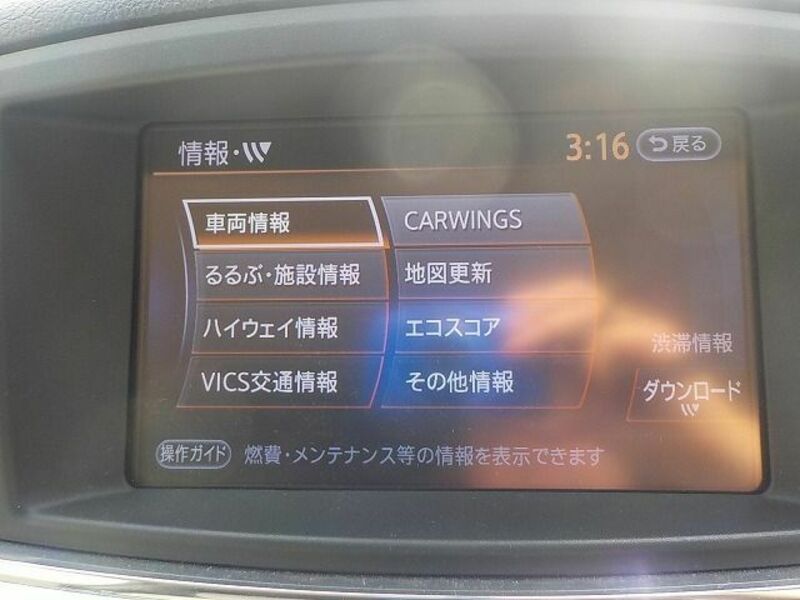 情報・W
3:16
戻る
車両情報
CARWINGS
るるぶ・施設情報
地図更新
ハイウェイ情報
エコスコア
VICS交通情報
その他情報
渋滞情報
ダウンロード
W
操作ガイド 燃費・メンテナンス等の情報を表示できます